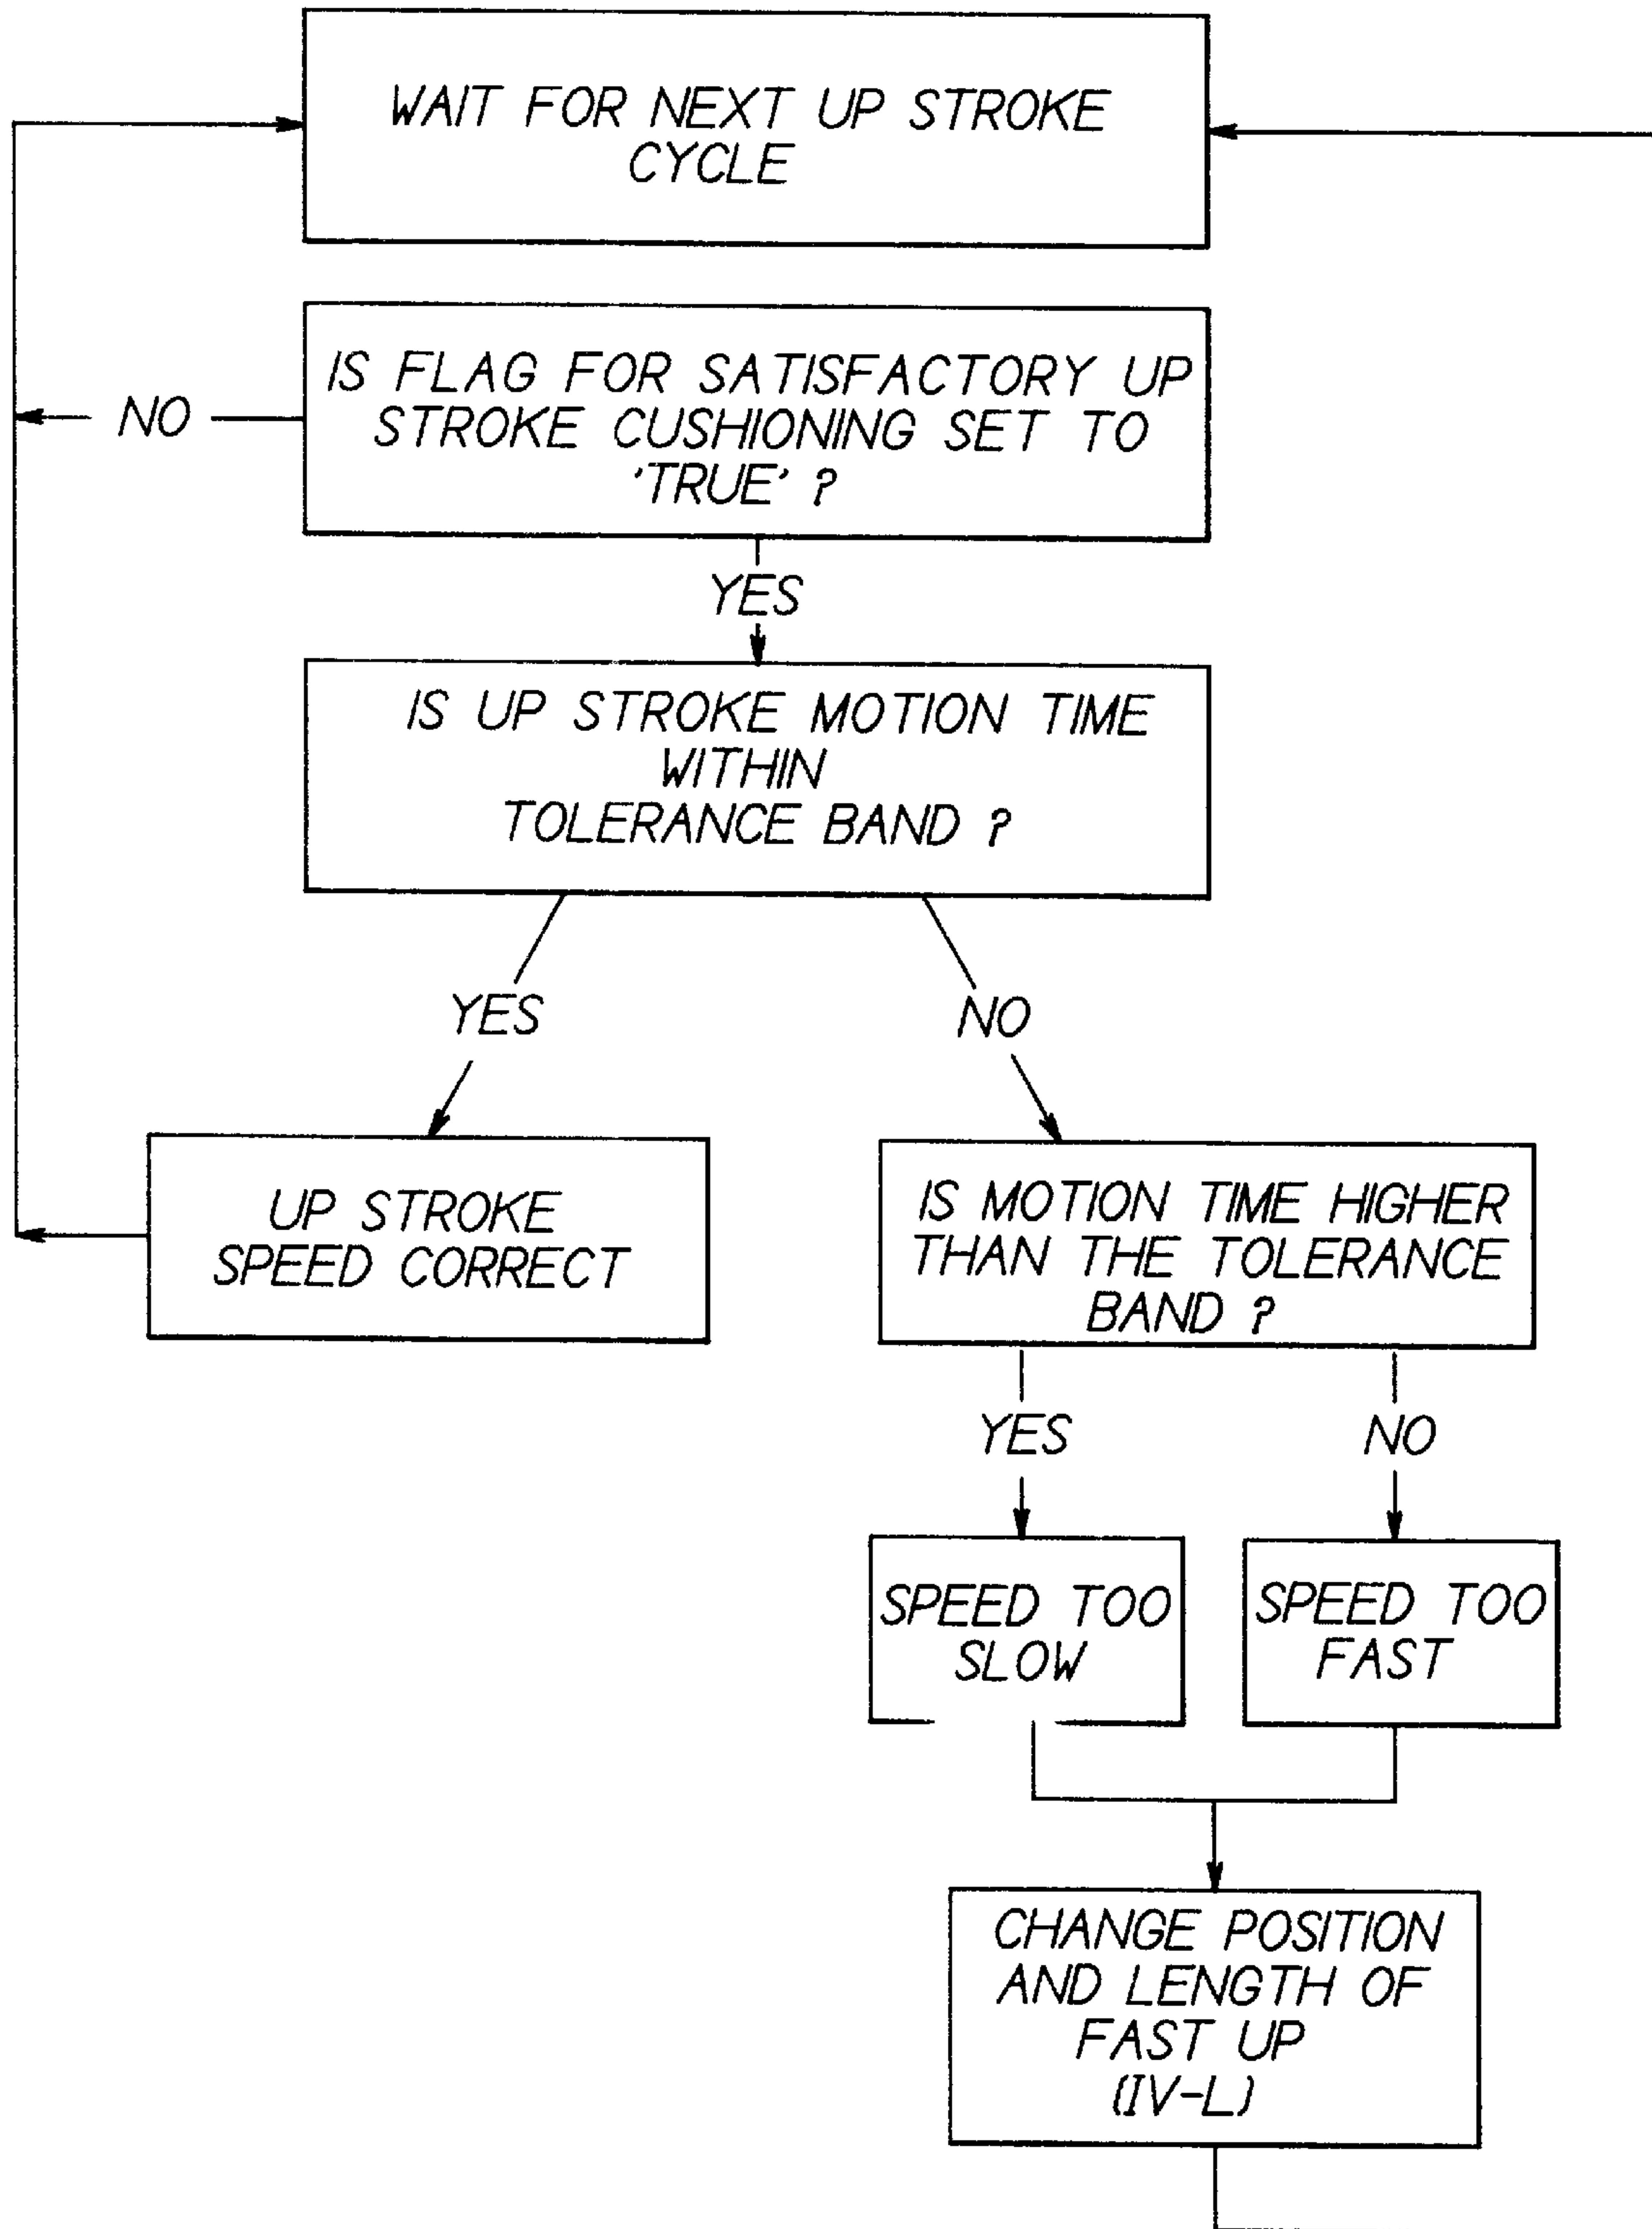 WAIT FOR NEXT UP STROKE
CYCLE
IS FLAG FOR SATISFACTORY UP
STROKE CUSHIONING SET TO
'TRUE' ?
NO
YES
IS UP STROKE MOTION TIME
WITHIN
TOLERANCE BAND ?
YES
NO
UP STROKE
SPEED CORRECT
IS MOTION TIME HIGHER
THAN THE TOLERANCE
BAND ?
YES
NO
SPEED TOO
SLOW
SPEED TOO
FAST
CHANGE POSITION
AND LENGTH OF
FAST UP
(IV-L)